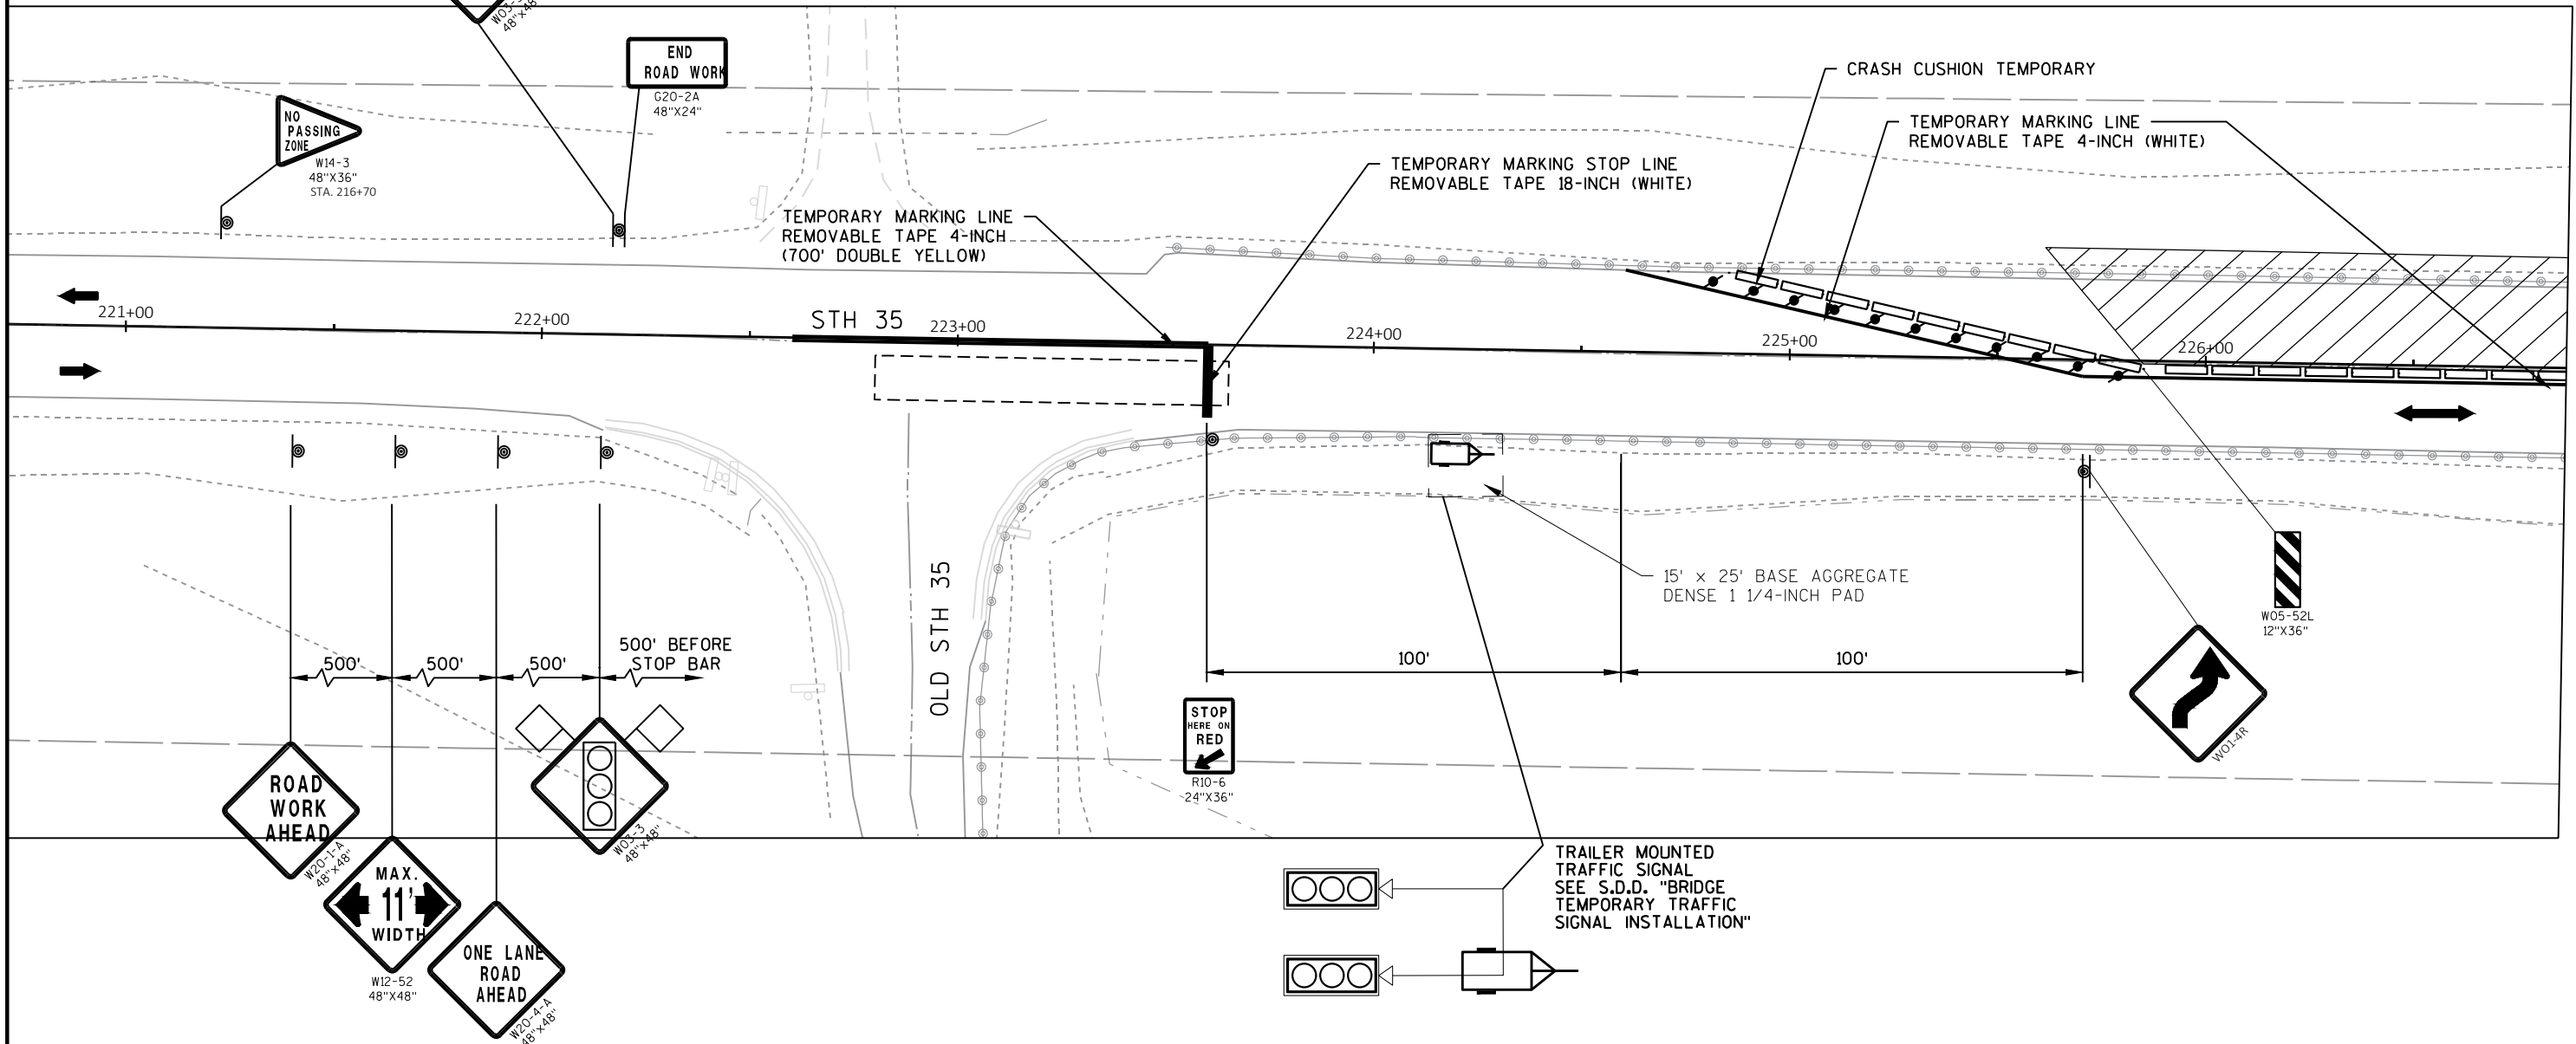 W03-3
48"X48"
END
ROAD WORK
G20-2A
48"X24"
NO
PASSING
ZONE
W14-3
48"X36"
STA. 216+70
CRASH CUSHION TEMPORARY
TEMPORARY MARKING LINE
REMOVABLE TAPE 4-INCH (WHITE)
TEMPORARY MARKING STOP LINE
REMOVABLE TAPE 18-INCH (WHITE)
TEMPORARY MARKING LINE
REMOVABLE TAPE 4-INCH
(700' DOUBLE YELLOW)
221+00
222+00
STH 35
223+00
224+00
225+00
226+00
OLD STH 35
15' x 25' BASE AGGREGATE
DENSE 1 1/4-INCH PAD
W05-52L
12"X36"
500'
500'
500'
500' BEFORE
STOP BAR
100'
100'
STOP
HERE ON
RED
R10-6
24"X36"
W01-4R
ROAD
WORK
AHEAD
W20-1-A
48"x48"
W03-3
48"x48"
MAX.
11'
WIDTH
W12-52
48"X48"
ONE LANE
ROAD
AHEAD
W20-4-A
48"x48"
TRAILER MOUNTED
TRAFFIC SIGNAL
SEE S.D.D. "BRIDGE
TEMPORARY TRAFFIC
SIGNAL INSTALLATION"